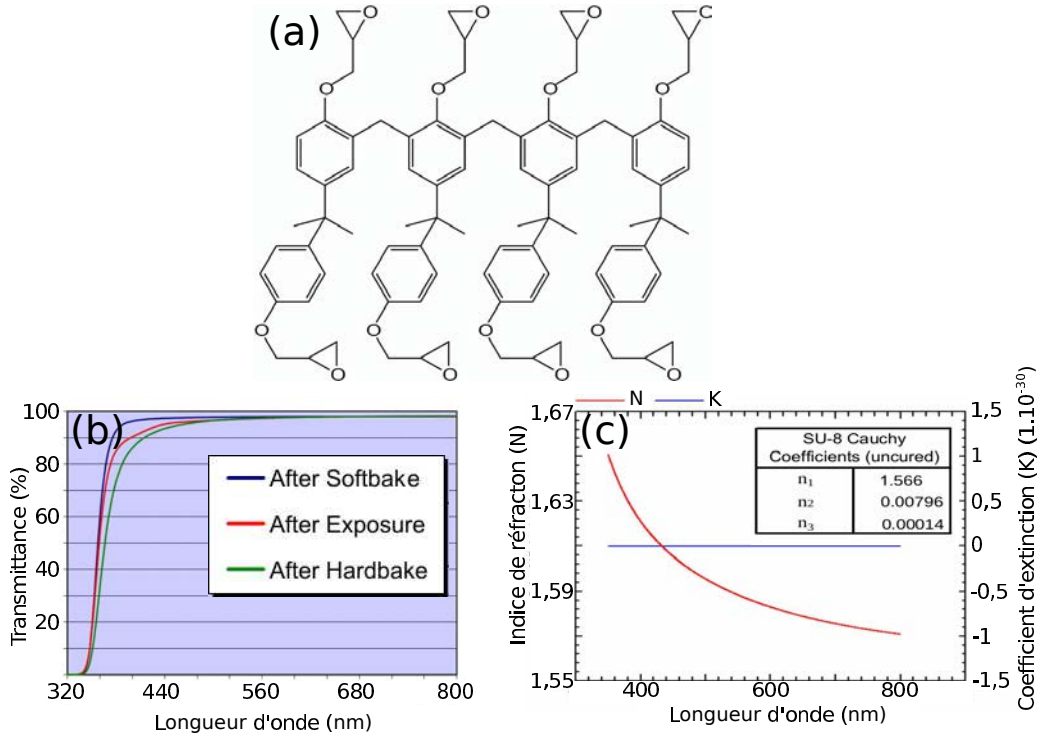 (a)
O O O O
O O O O
O O O O
O O O O
(b)
Transmittance (%)
100
80
60
40
20
After Softbake
After Exposure
After Hardbake
320 440 560 680 800
Longueur d'onde (nm)
N K
(c)
Indice de réfracton (N)
1,67
1,63
1,59
1,55
SU-8 Cauchy
Coefficients (uncured)
n₁ 1.566
n₂ 0.00796
n₃ 0.00014
400 600 800
Longueur d'onde (nm)
1,5
1
0,5
0
-0,5
-1
-1,5
Coefficient d'extinction (K) (1.10⁻³⁰)